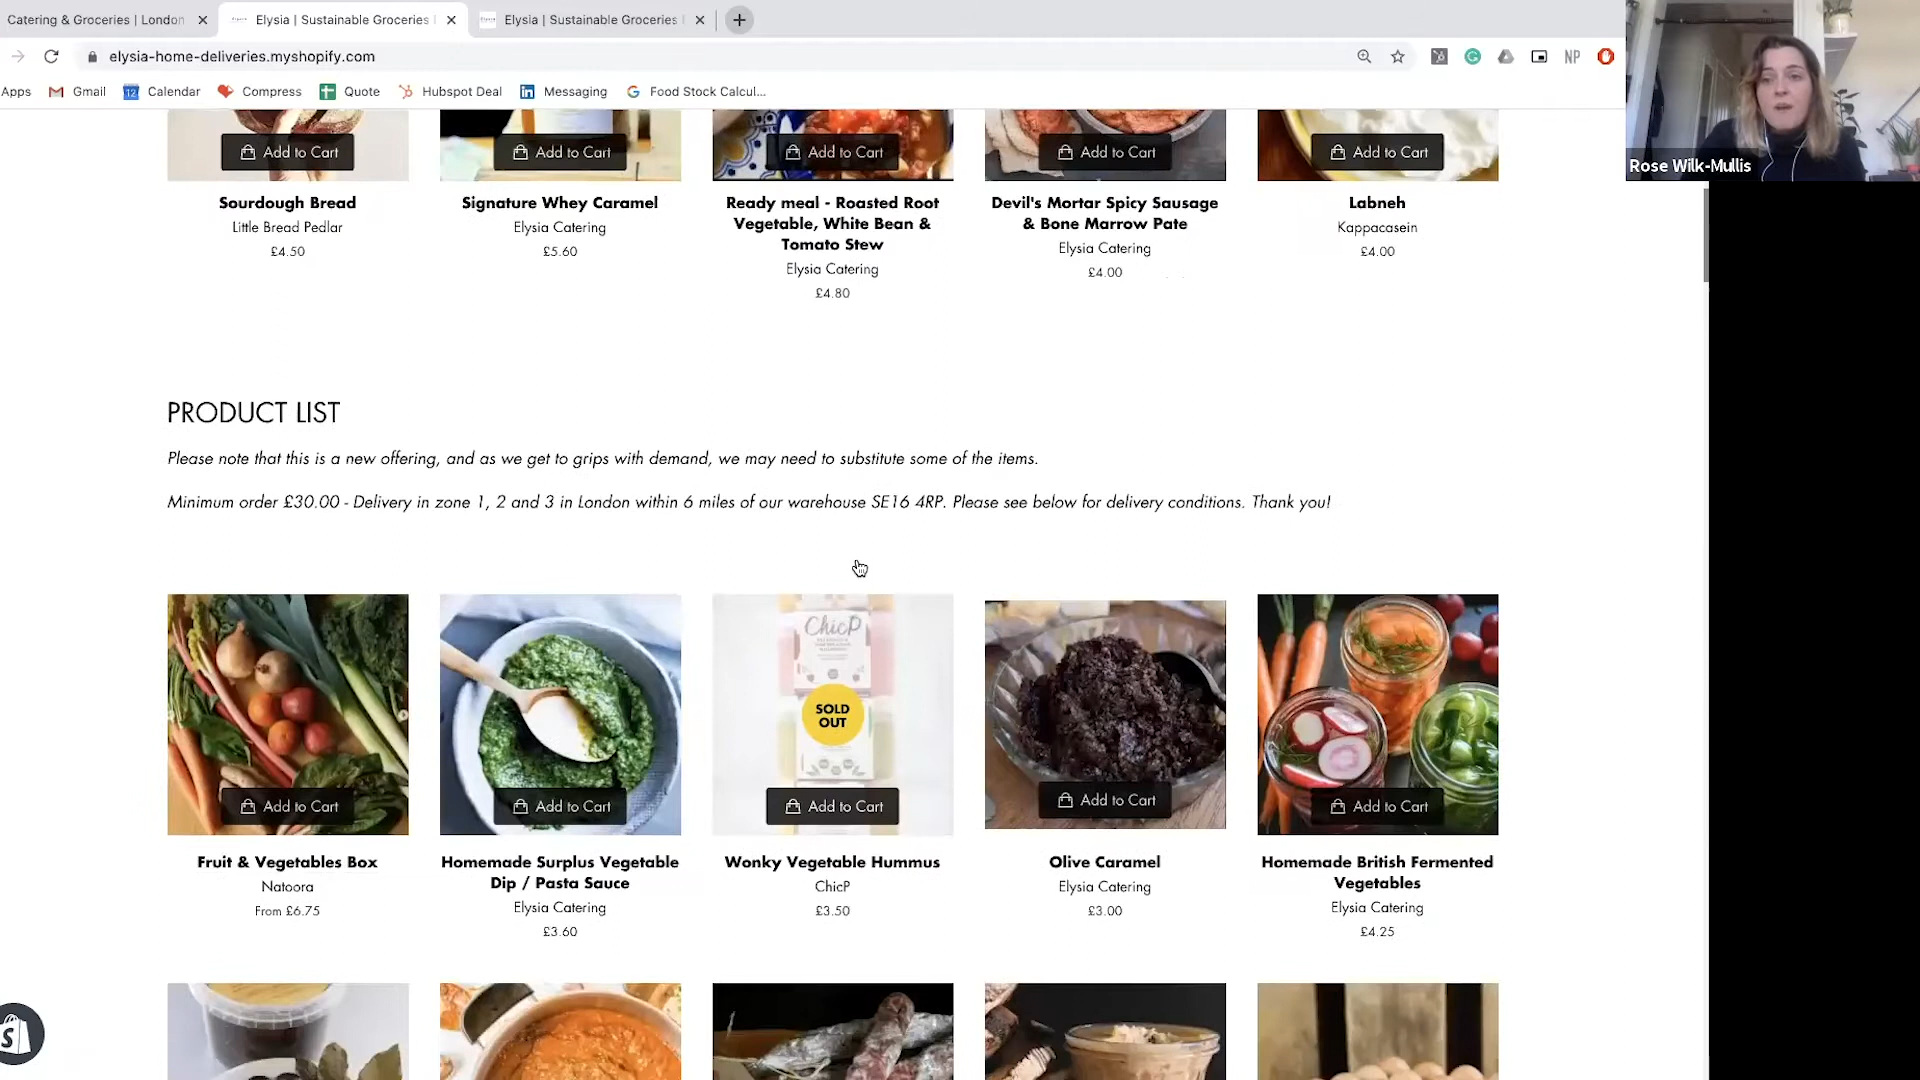 Catering & Groceries | London
Elysia | Sustainable Groceries
Elysia | Sustainable Groceries
elysia-home-deliveries.myshopify.com
NP
Apps
Gmail
12
Calendar
Compress
Quote
Hubspot Deal
Messaging
Food Stock Calcul...
Rose Wilk-Mullis
Add to Cart
Add to Cart
Add to Cart
Add to Cart
Add to Cart
Sourdough Bread
Little Bread Pedlar
£4.50
Signature Whey Caramel
Elysia Catering
£5.60
Ready meal - Roasted Root
Vegetable, White Bean &
Tomato Stew
Elysia Catering
£4.80
Devil's Mortar Spicy Sausage
& Bone Marrow Pate
Elysia Catering
£4.00
Labneh
Kappacasein
£4.00
PRODUCT LIST
Please note that this is a new offering, and as we get to grips with demand, we may need to substitute some of the items.
Minimum order £30.00 - Delivery in zone 1, 2 and 3 in London within 6 miles of our warehouse SE16 4RP. Please see below for delivery conditions. Thank you!
ChicP
SOLD
OUT
Add to Cart
Add to Cart
Add to Cart
Add to Cart
Add to Cart
Fruit & Vegetables Box
Natoora
From £6.75
Homemade Surplus Vegetable
Dip / Pasta Sauce
Elysia Catering
£3.60
Wonky Vegetable Hummus
ChicP
£3.50
Olive Caramel
Elysia Catering
£3.00
Homemade British Fermented
Vegetables
Elysia Catering
£4.25